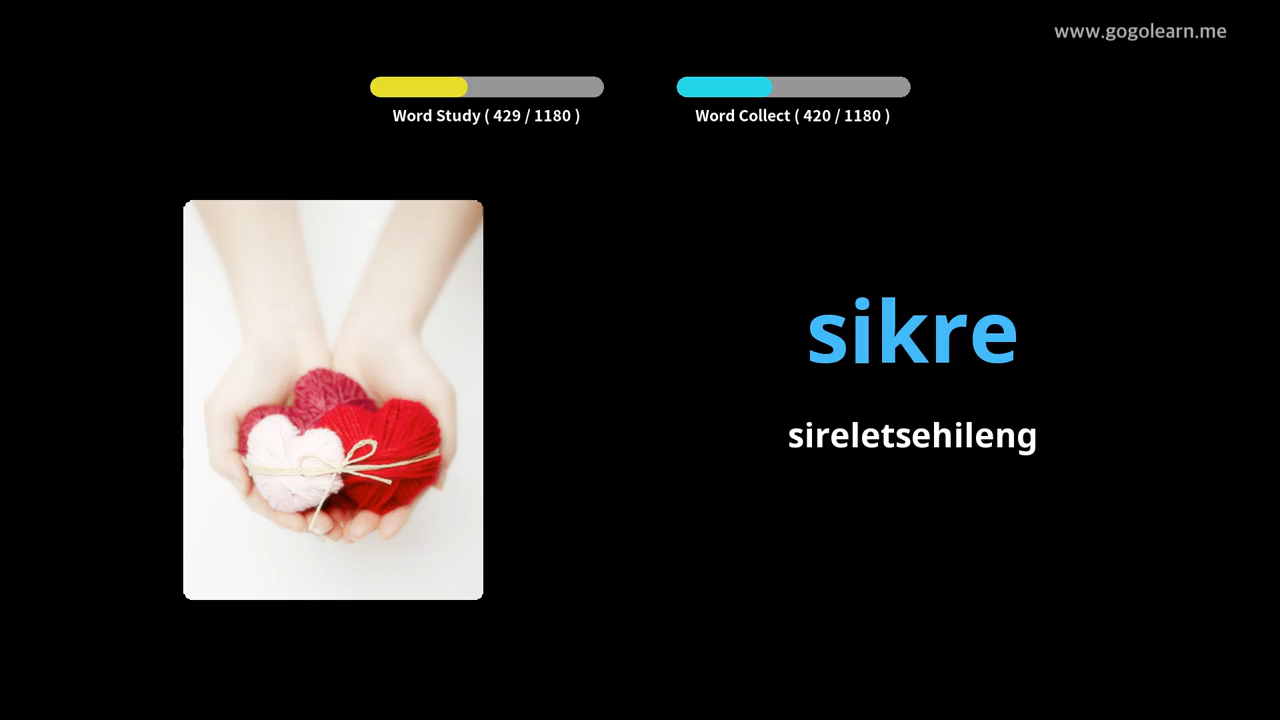 www.gogolearn.me
Word Study ( 429 / 1180 )
Word Collect ( 420 / 1180 )
sikre
sireletsehileng